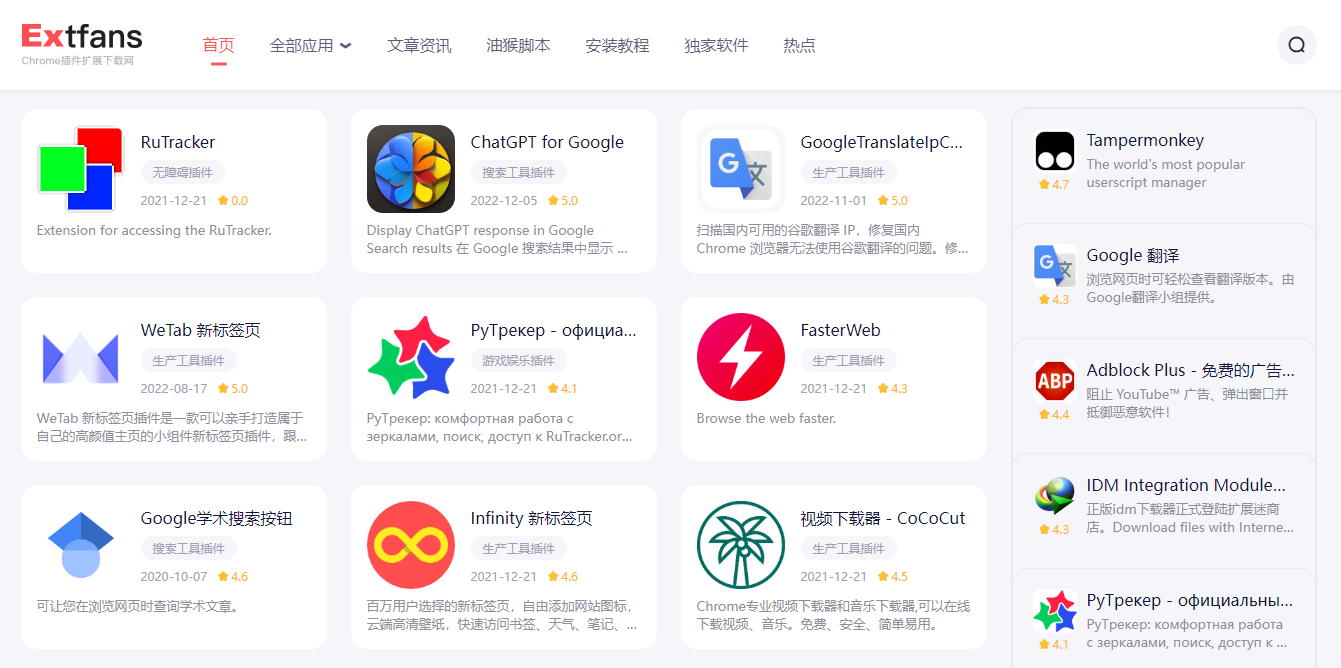 Extfans
Chrome插件扩展下载网
首页
全部应用
文章资讯
油猴脚本
安装教程
独家软件
热点
RuTracker
无障碍插件
2021-12-21 0.0
Extension for accessing the RuTracker.
ChatGPT for Google
搜索工具插件
2022-12-05 5.0
Display ChatGPT response in Google
Search results 在 Google 搜索结果中显示 ...
GoogleTranslateIpC...
生产工具插件
2022-11-01 5.0
扫描国内可用的谷歌翻译 IP，修复国内
Chrome 浏览器无法使用谷歌翻译的问题。修...
WeTab 新标签页
生产工具插件
2022-08-17 5.0
WeTab 新标签页插件是一款可以亲手打造属于
自己的高颜值主页的小组件新标签页插件，跟...
РуТрекер - официа...
游戏娱乐插件
2021-12-21 4.1
РуТрекер: комфортная работа с
зеркалами, поиск, доступ к RuTracker.or...
FasterWeb
生产工具插件
2021-12-21 4.3
Browse the web faster.
Google学术搜索按钮
搜索工具插件
2020-10-07 4.6
可让您在浏览网页时查询学术文章。
Infinity 新标签页
生产工具插件
2021-12-21 4.6
百万用户选择的新标签页，自由添加网站图标，
云端高清壁纸，快速访问书签、天气、笔记、...
视频下载器 - CoCoCut
生产工具插件
2021-12-21 4.5
Chrome专业视频下载器和音乐下载器,可以在线
下载视频、音乐。免费、安全、简单易用。
Tampermonkey
The world's most popular
userscript manager
4.7
G
Google 翻译
浏览网页时可轻松查看翻译版本。由
Google翻译小组提供。
4.3
ABP
Adblock Plus - 免费的广告...
阻止 YouTube™ 广告、弹出窗口并
抵御恶意软件！
4.4
IDM Integration Module...
正版idm下载器正式登陆扩展迷商
店。Download files with Interne...
4.3
РуТрекер - официальны...
РуТрекер: комфортная работа
с зеркалами, поиск, доступ к ...
4.1